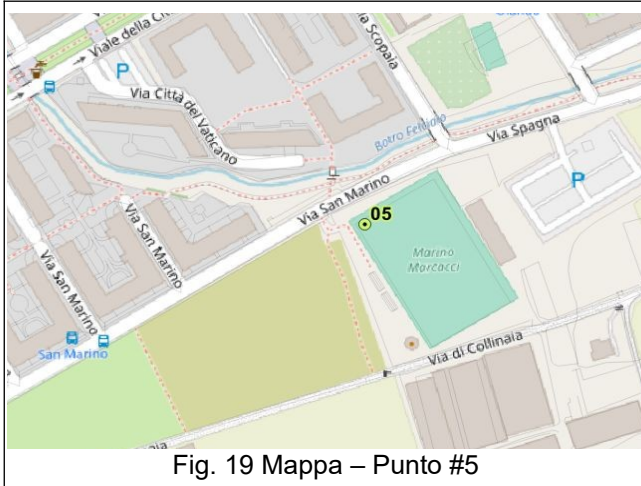 Viale della Citt
Via Scopaia
P
Via Città del Vaticano
Botro Felciaio
Via Spagna
P
Via San Marino
05
Via San Marino
Marino
Marcacci
Via San Marino
San Marino
Via di Collinaia
Fig. 19 Mappa – Punto #5